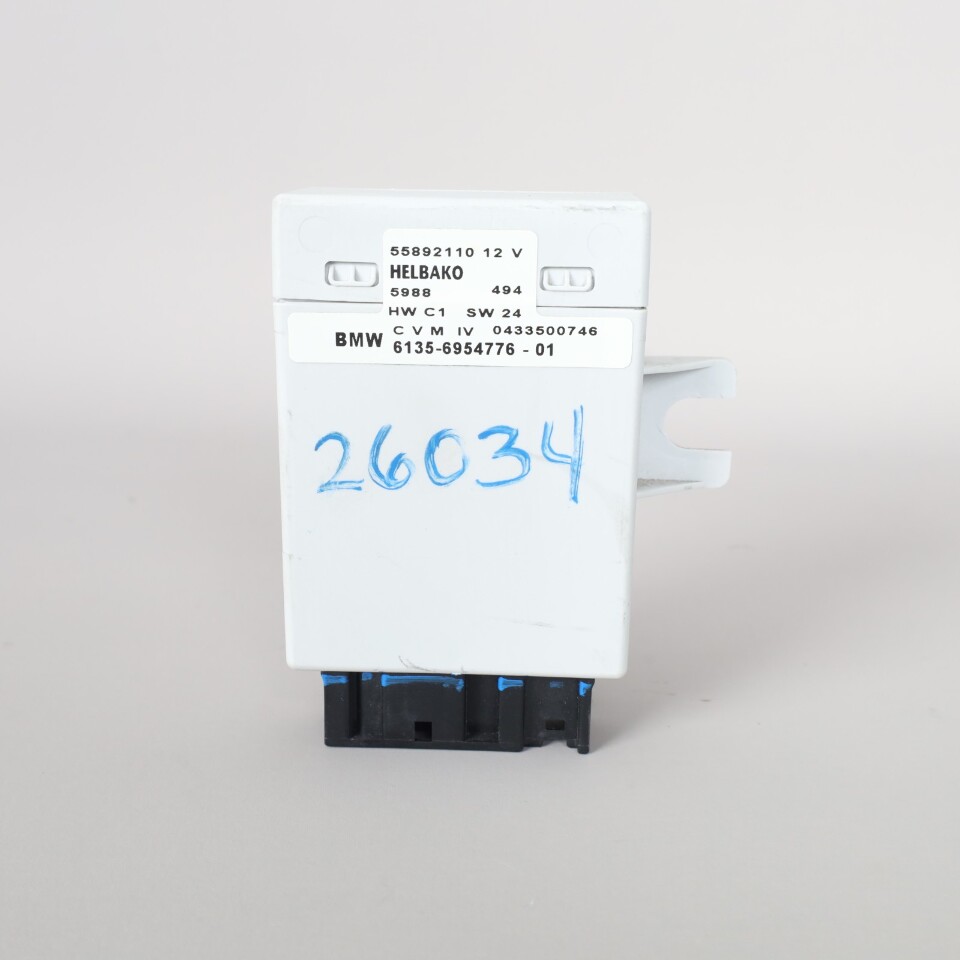 55892110 12 V
HELBAKO
5988 494
HW C1 SW 24
C V M IV 0433500746
BMW 6135-6954776 - 01
26034